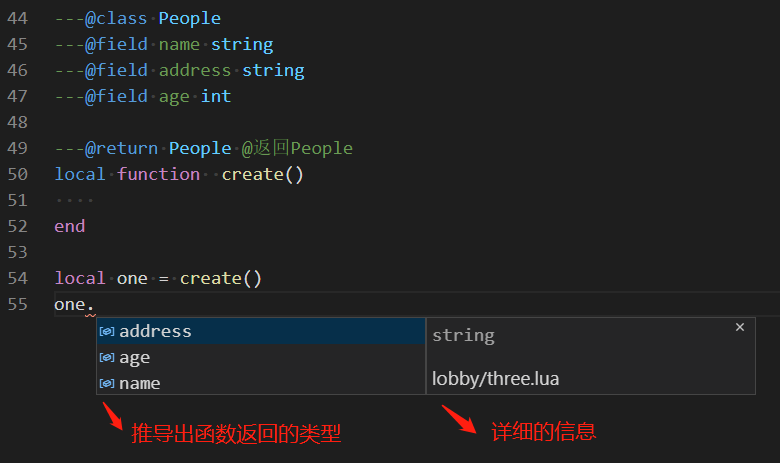 44 ---@class People
45 ---@field name string
46 ---@field address string
47 ---@field age int
48
49 ---@return People @返回People
50 local function  create()
51 ····
52 end
53
54 local one = create()
55 one.
address
age
name
string
×
lobby/three.lua
推导出函数返回的类型
详细的信息